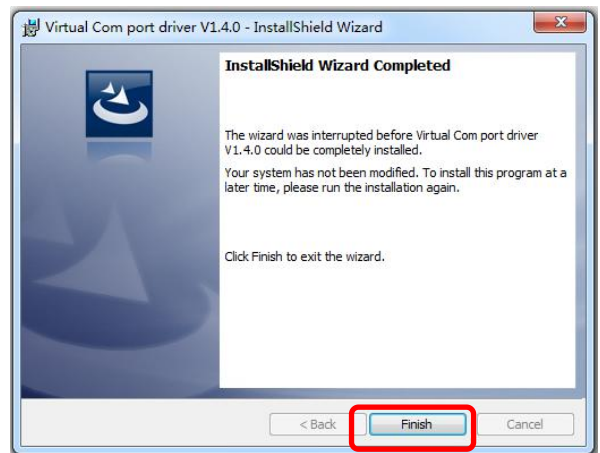 Virtual Com port driver V1.4.0 - InstallShield Wizard
InstallShield Wizard Completed
The wizard was interrupted before Virtual Com port driver
V1.4.0 could be completely installed.
Your system has not been modified. To install this program at a
later time, please run the installation again.
Click Finish to exit the wizard.
< Back
Finish
Cancel